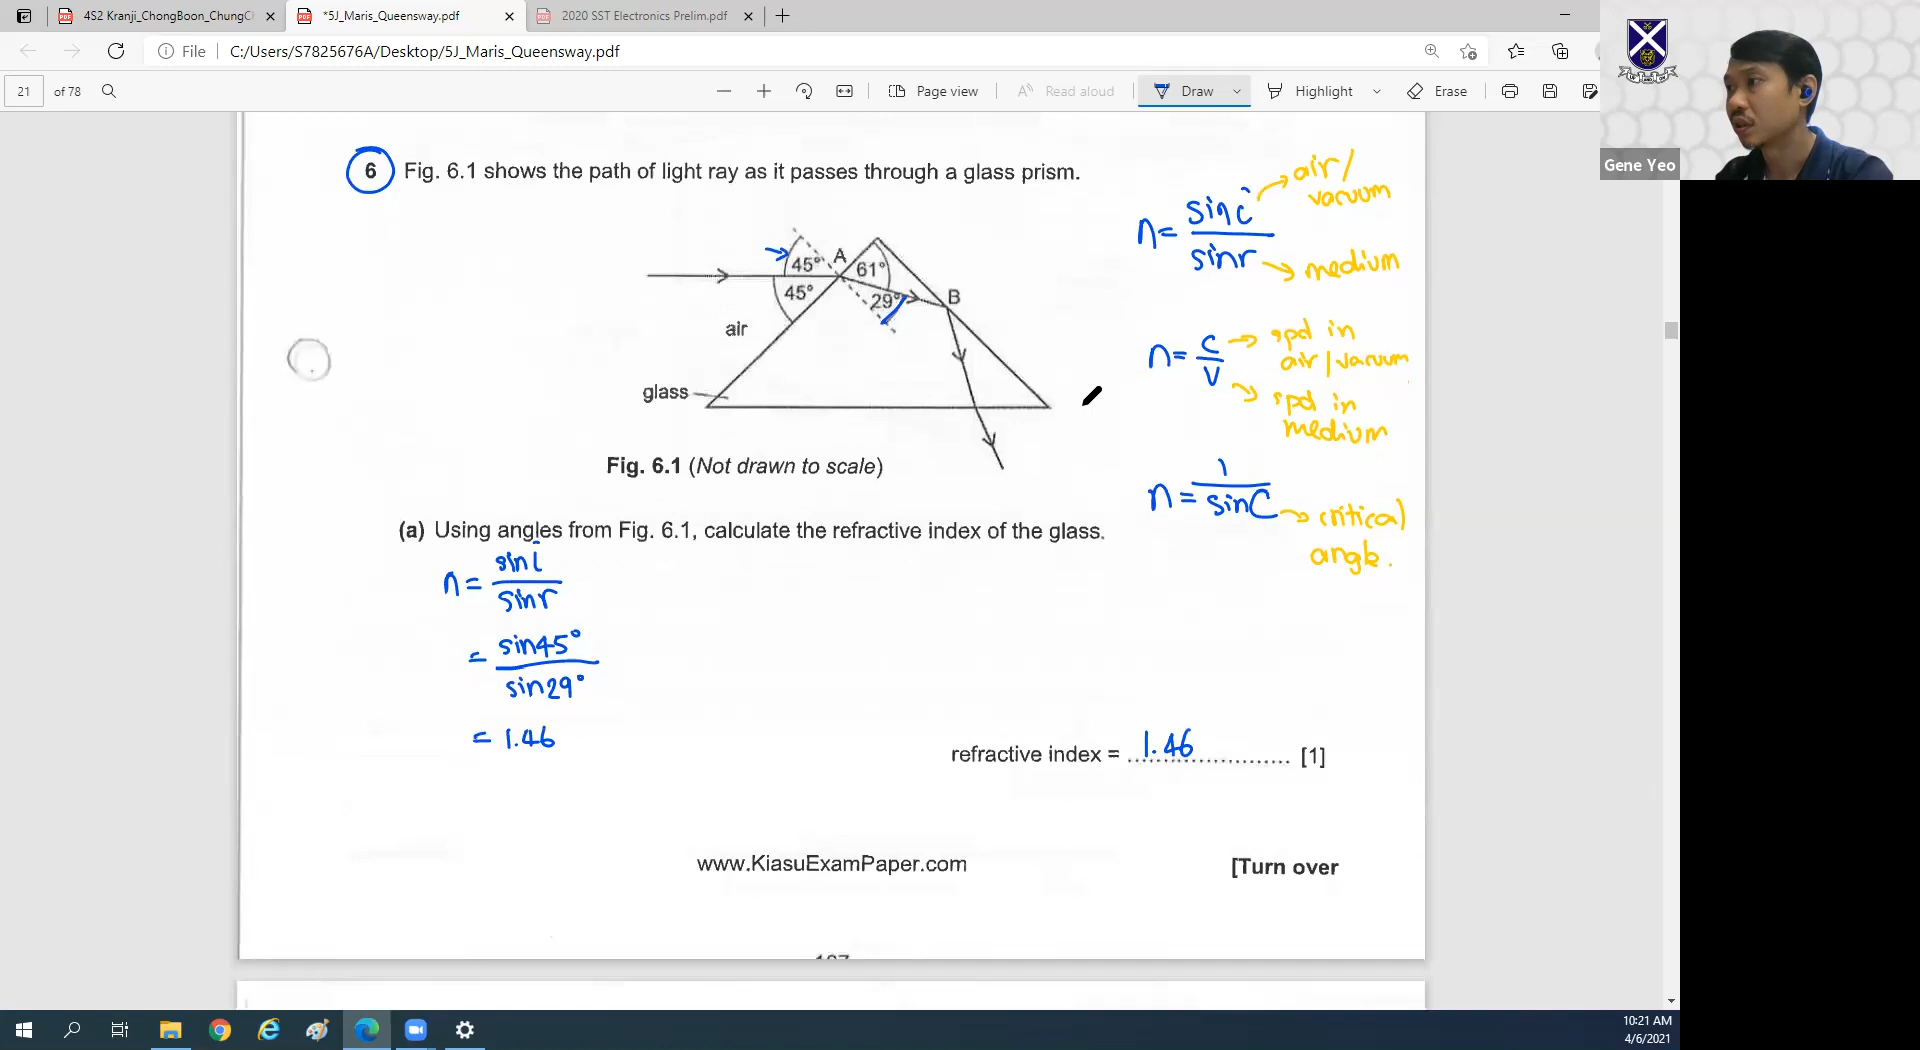 4S2 Kranji_ChongBoon_ChungC
*5J_Maris_Queensway.pdf
2020 SST Electronics Prelim.pdf
File
C:/Users/S7825676A/Desktop/5J_Maris_Queensway.pdf
21 of 78
Page view
Read aloud
Draw
Highlight
Erase
Gene Yeo
6 Fig. 6.1 shows the path of light ray as it passes through a glass prism.
45° A 61°
45° 29° B
air
glass
Fig. 6.1 (Not drawn to scale)
n = sin i / sin r
air/
vacuum
medium
n = c / v
spd in
air/vacuum
spd in
medium
n = 1 / sin C
critical
angle.
(a) Using angles from Fig. 6.1, calculate the refractive index of the glass.
n = sin i / sin r
= sin45° / sin29°
= 1.46
refractive index = 1.46 [1]
www.KiasuExamPaper.com
[Turn over
10:21 AM
4/6/2021